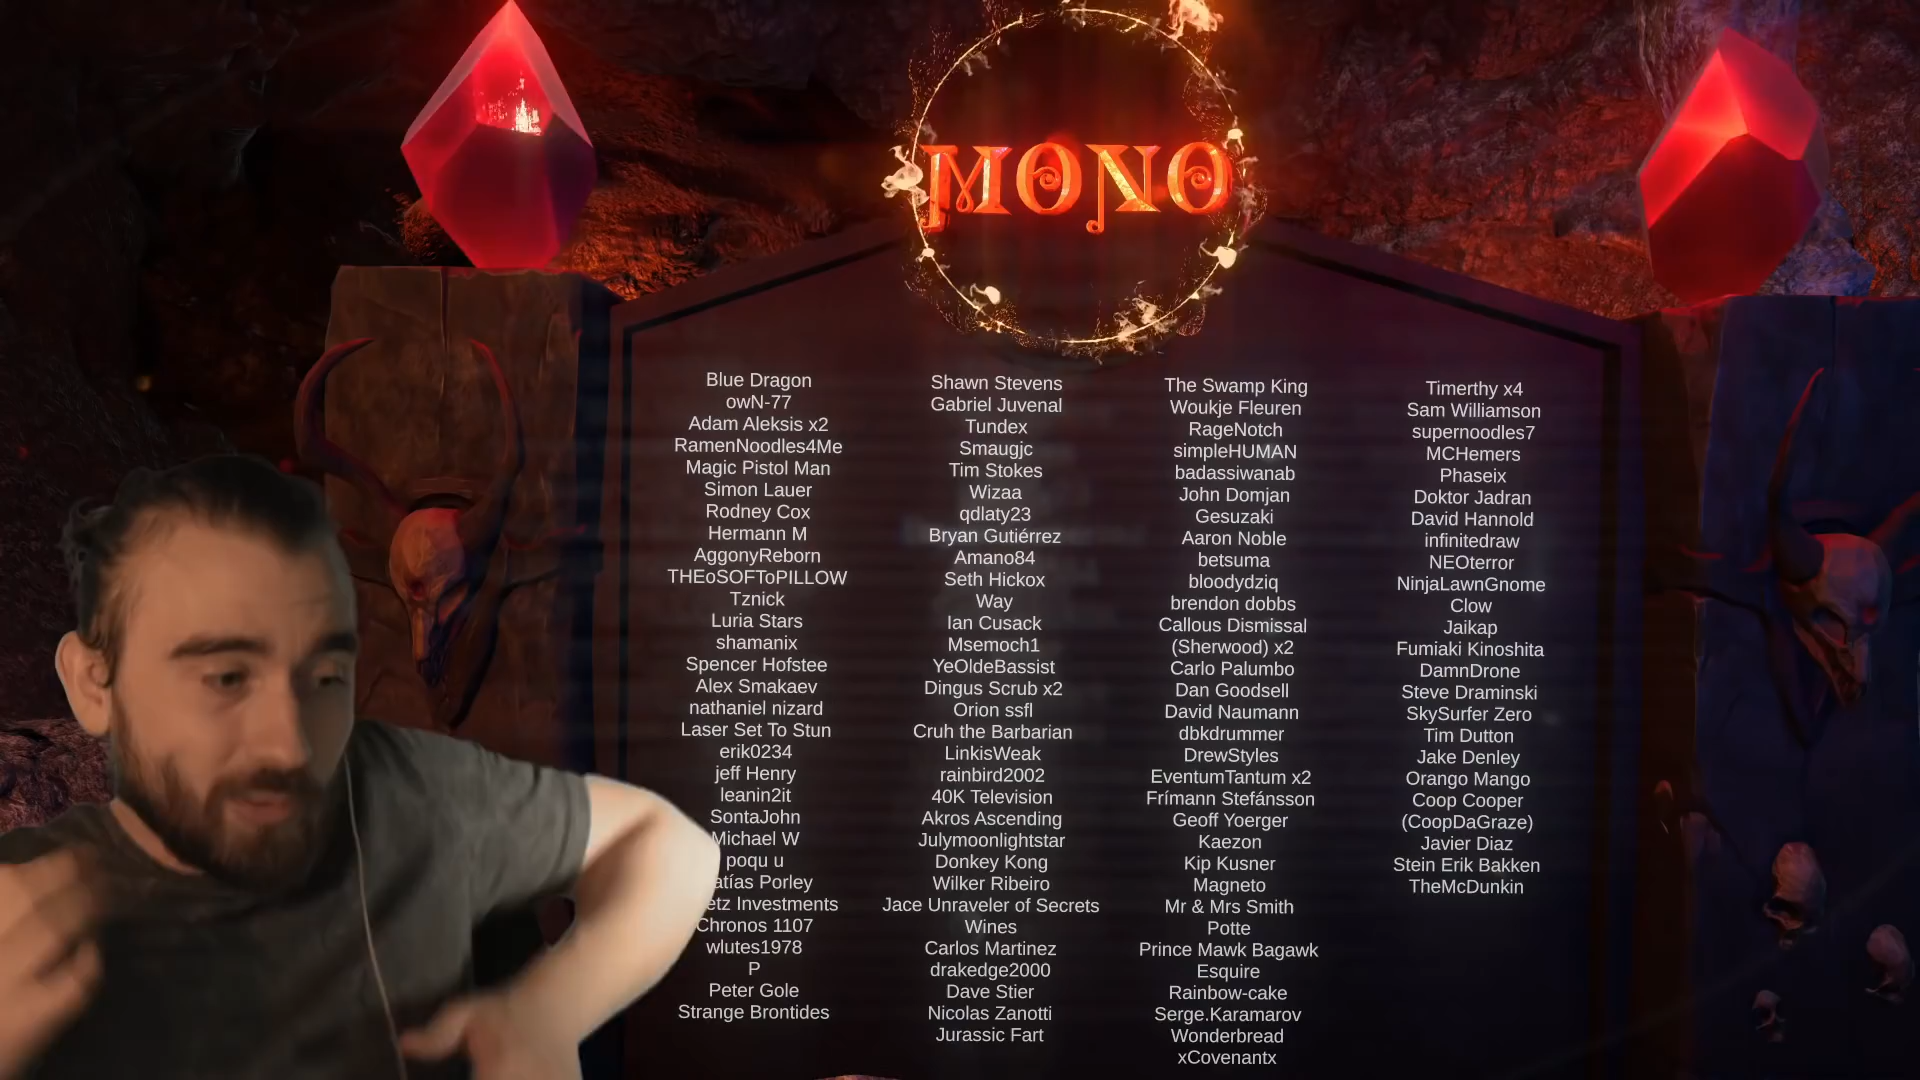 MONO
Blue Dragon
owN-77
Adam Aleksis x2
RamenNoodles4Me
Magic Pistol Man
Simon Lauer
Rodney Cox
Hermann M
AggonyReborn
THEoSOFToPILLOW
Tznick
Luria Stars
shamanix
Spencer Hofstee
Alex Smakaev
nathaniel nizard
Laser Set To Stun
erik0234
jeff Henry
leanin2it
SontaJohn
Michael W
poqu u
Porley
Investments
Chronos 1107
wlutes1978
P
Peter Gole
Strange Brontides
Shawn Stevens
Gabriel Juvenal
Tundex
Smaugjc
Tim Stokes
Wizaa
qdlaty23
Bryan Gutiérrez
Amano84
Seth Hickox
Way
Ian Cusack
Msemoch1
YeOldeBassist
Dingus Scrub x2
Orion ssfl
Cruh the Barbarian
LinkisWeak
rainbird2002
40K Television
Akros Ascending
Julymoonlightstar
Donkey Kong
Wilker Ribeiro
Jace Unraveler of Secrets
Wines
Carlos Martinez
drakedge2000
Dave Stier
Nicolas Zanotti
Jurassic Fart
The Swamp King
Woukje Fleuren
RageNotch
simpleHUMAN
badassiwanab
John Domjan
Gesuzaki
Aaron Noble
betsuma
bloodydziq
brendon dobbs
Callous Dismissal
(Sherwood) x2
Carlo Palumbo
Dan Goodsell
David Naumann
dbkdrummer
DrewStyles
EventumTantum x2
Frímann Stefánsson
Geoff Yoerger
Kaezon
Kip Kusner
Magneto
Mr & Mrs Smith
Potte
Prince Mawk Bagawk
Esquire
Rainbow-cake
Serge.Karamarov
Wonderbread
xCovenantx
Timerthy x4
Sam Williamson
supernoodles7
MCHemers
Phaseix
Doktor Jadran
David Hannold
infinitedraw
NEOterror
NinjaLawnGnome
Clow
Jaikap
Fumiaki Kinoshita
DamnDrone
Steve Draminski
SkySurfer Zero
Tim Dutton
Jake Denley
Orango Mango
Coop Cooper
(CoopDaGraze)
Javier Diaz
Stein Erik Bakken
TheMcDunkin